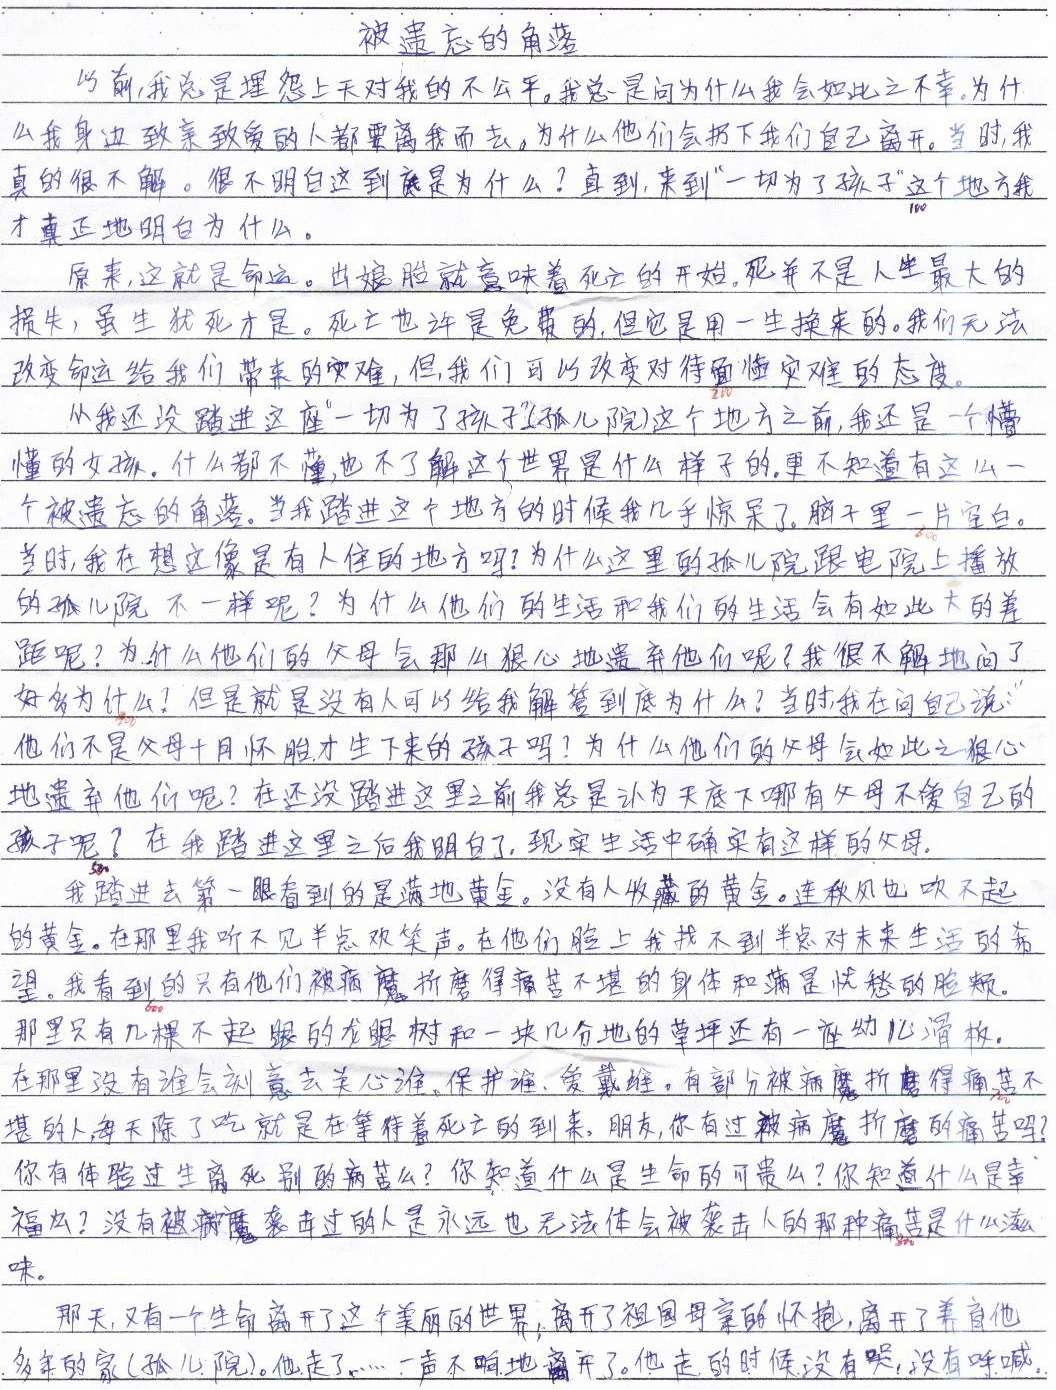 被遗忘的角落
以前,我总是埋怨上天对我的不公平。我总是问为什么我会如此之不幸。为什
么我身边致亲致爱的人都要离我而去。为什么他们会扔下我们自己离开。当时,我
真的很不解。很不明白这到底是为什么?直到,来到"一切为了孩子"这个地方我
100
才真正地明白为什么。
原来,这就是命运。出娘胎就意味着死亡的开始。死并不是人生最大的
损失,虽生犹死才是。死亡也许是免费的,但它是用一生换来的。我们无法
改变命运给我们带来的灾难,但,我们可以改变对待面临灾难的态度。
200
从我还没踏进这座"一切为了孩子"(孤儿院)这个地方之前,我还是一个懵
懂的女孩。什么都不懂,也不了解这个世界是什么样子的。更不知道有这么一
个被遗忘的角落。当我踏进这个地方的时候我几乎惊呆了。脑子里一片空白。
当时,我在想这像是有人住的地方吗?为什么这里的孤儿院跟电院上播放
的孤儿院不一样呢?为什么他们的生活和我们的生活会有如此大的差
距呢?为什么他们的父母会那么狠心地遗弃他们呢?我很不解地问了
好多为什么?但是就是没有人可以给我解答到底为什么?当时,我在问自己说:"
400
他们不是父母十月怀胎才生下来的孩子吗?为什么他们的父母会如此之狠心
地遗弃他们呢?在还没踏进这里之前我总是认为天底下哪有父母不爱自己的
孩子呢?在我踏进这里之后我明白了.现实生活中确实有这样的父母.
500
我踏进去第一眼看到的是满地黄金。没有人收藏的黄金。连秋风也吹不起
的黄金。在那里我听不见半点欢笑声。在他们脸上我找不到半点对未来生活的希
望。我看到的只有他们被病魔折磨得痛苦不堪的身体和满是忧愁的脸颊。
600
那里只有几棵不起眼的龙眼树和一块几分地的草坪还有一座幼儿滑板。
在那里没有谁会刻意去关心谁、保护谁、爱戴谁。有部分被病魔折磨得痛苦不
700
堪的人,每天除了吃就是在等待着死亡的到来。朋友,你有过被病魔折磨的痛苦吗?
你有体验过生离死别的病苦么?你知道什么是生命的可贵么?你知道什么是幸
福么?没有被病魔袭击过的人是永远也无法体会被袭击人的那种痛苦是什么滋
800
味。
那天,又有一个生命离开了这个美丽的世界,离开了祖国母亲的怀抱,离开了养育他
多年的家(孤儿院)。他走了……一声不响地离开了。他走的时候没有哭,没有呼喊。